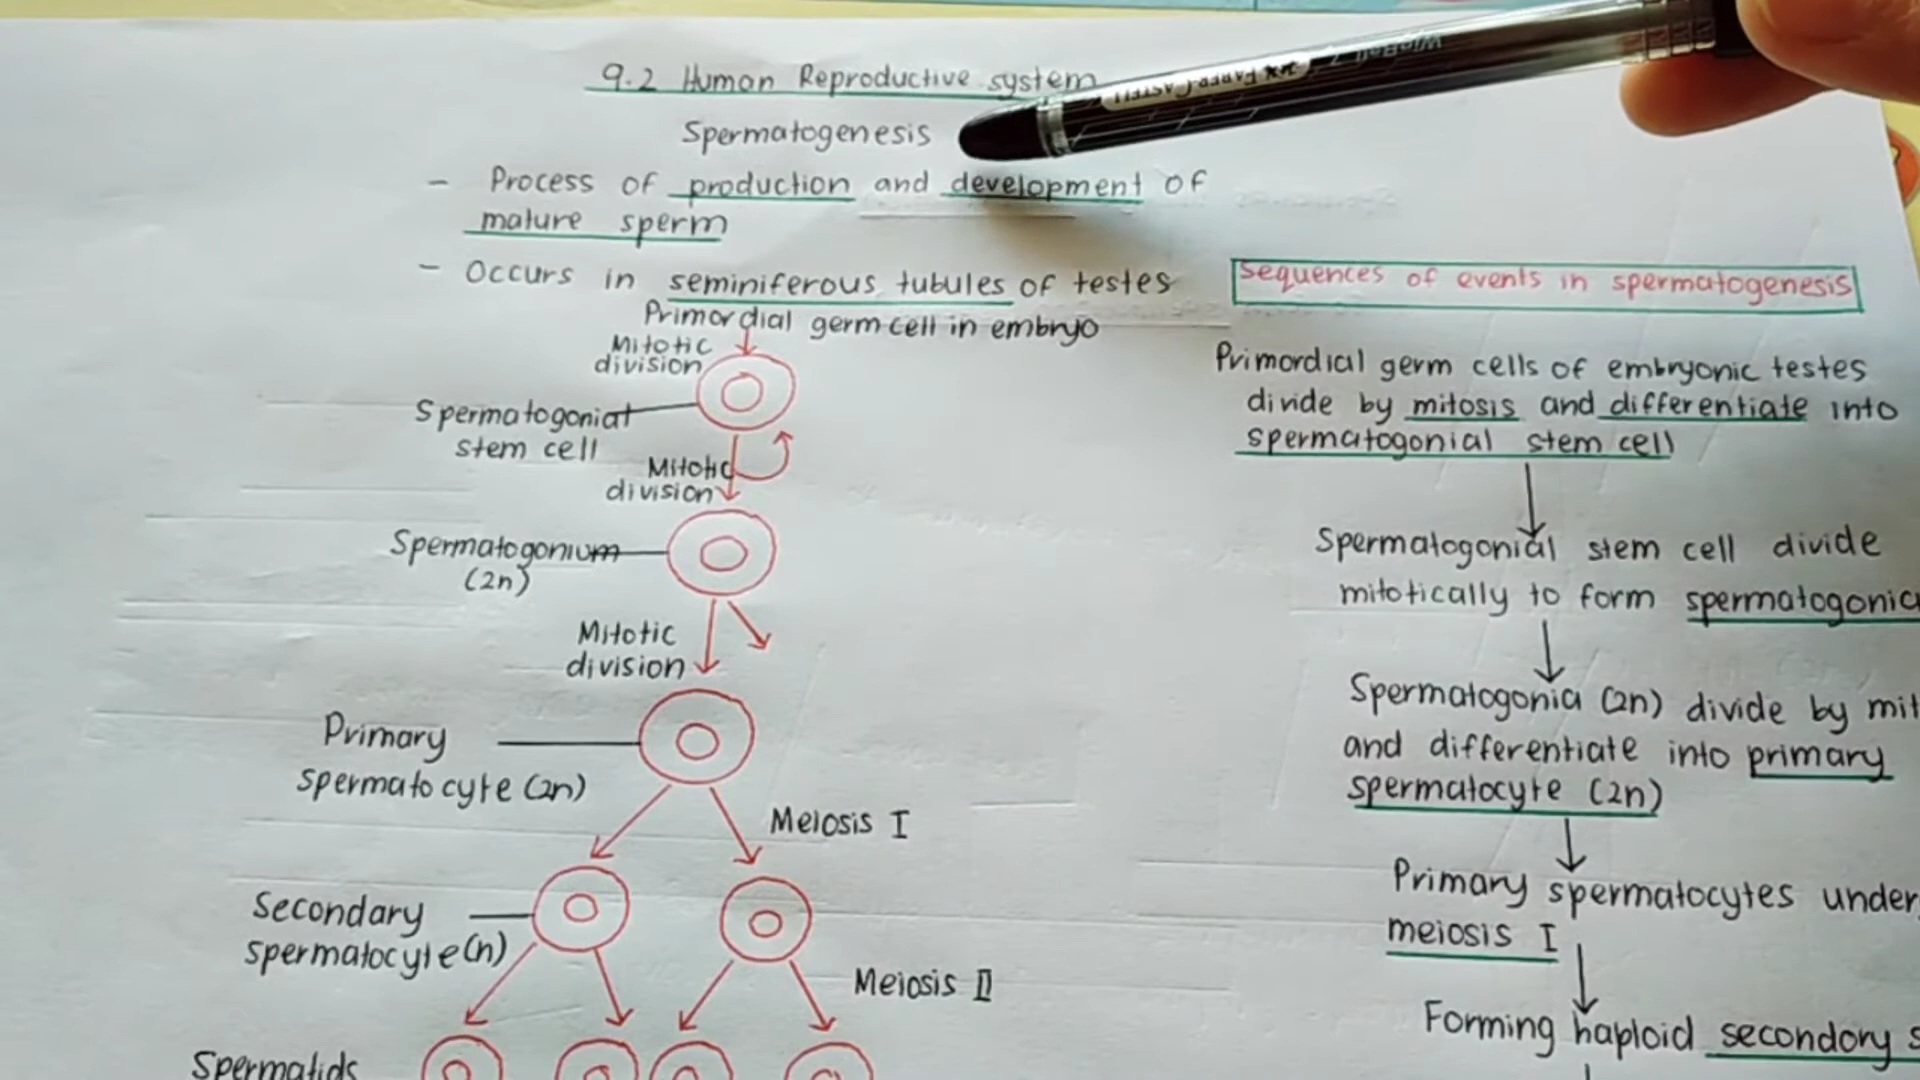 9.2 Human Reproductive system
Spermatogenesis
- Process of production and development of
mature sperm
- Occurs in seminiferous tubules of testes
Primordial germ cell in embryo
Mitotic
division
Spermatogonial
stem cell
Mitotic
division
Spermatogonium
(2n)
Mitotic
division
Primary
spermatocyte (2n)
Meiosis I
Secondary
spermatocyte (n)
Meiosis II
Spermatids
Sequences of events in spermatogenesis
Primordial germ cells of embryonic testes
divide by mitosis and differentiate into
spermatogonial stem cell
Spermatogonial stem cell divide
mitotically to form spermatogonia
Spermatogonia (2n) divide by mit
and differentiate into primary
spermatocyte (2n)
Primary spermatocytes under
meiosis I
Forming haploid secondary s
FABER-CASTELL